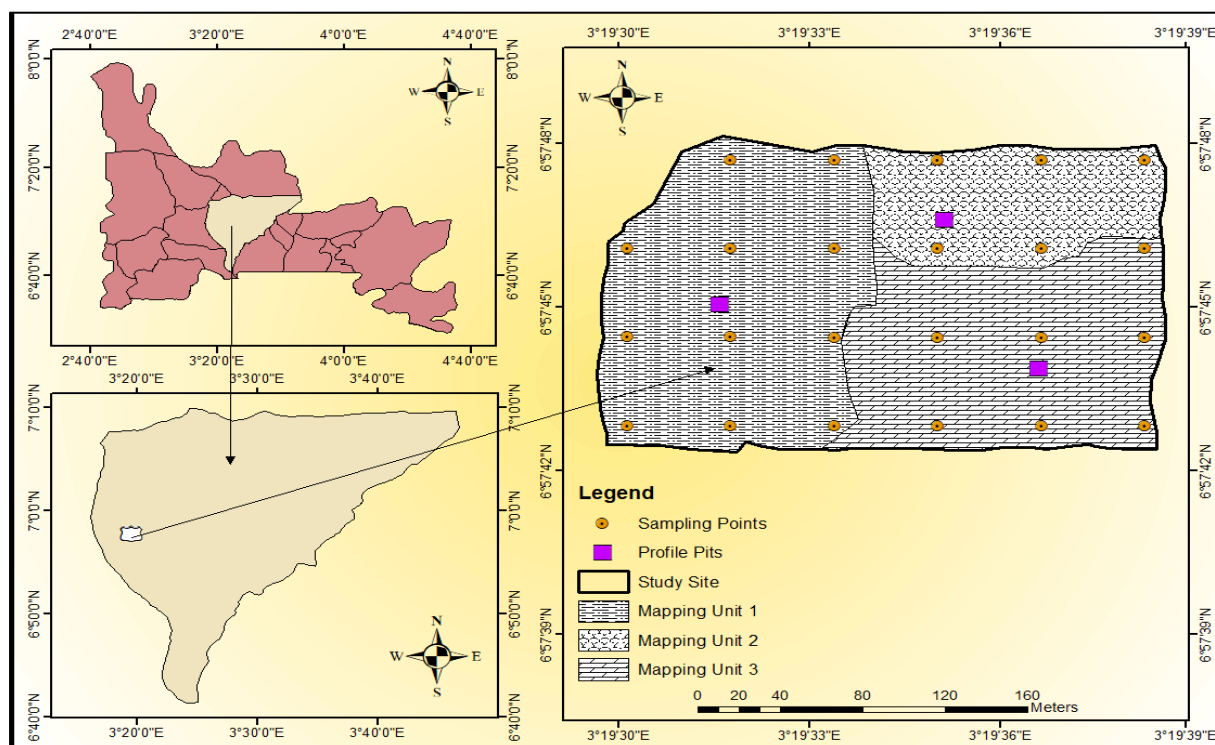 2°40'0"E 3°20'0"E 4°0'0"E 4°40'0"E
8°0'0"N 8°0'0"N
7°20'0"N 7°20'0"N
6°40'0"N 6°40'0"N
N
W E
S
2°40'0"E 3°20'0"E 4°0'0"E 4°40'0"E
3°20'0"E 3°30'0"E 3°40'0"E
7°10'0"N 7°10'0"N
7°0'0"N 7°0'0"N
6°50'0"N 6°50'0"N
6°40'0"N 6°40'0"N
N
W E
S
3°20'0"E 3°30'0"E 3°40'0"E
3°19'30"E 3°19'33"E 3°19'36"E 3°19'39"E
N
W E
S
6°57'48"N 6°57'48"N
6°57'45"N 6°57'45"N
6°57'42"N 6°57'42"N
6°57'39"N 6°57'39"N
Legend
Sampling Points
Profile Pits
Study Site
Mapping Unit 1
Mapping Unit 2
Mapping Unit 3
0 10 20 40 80 120 160
Meters
3°19'30"E 3°19'33"E 3°19'36"E 3°19'39"E